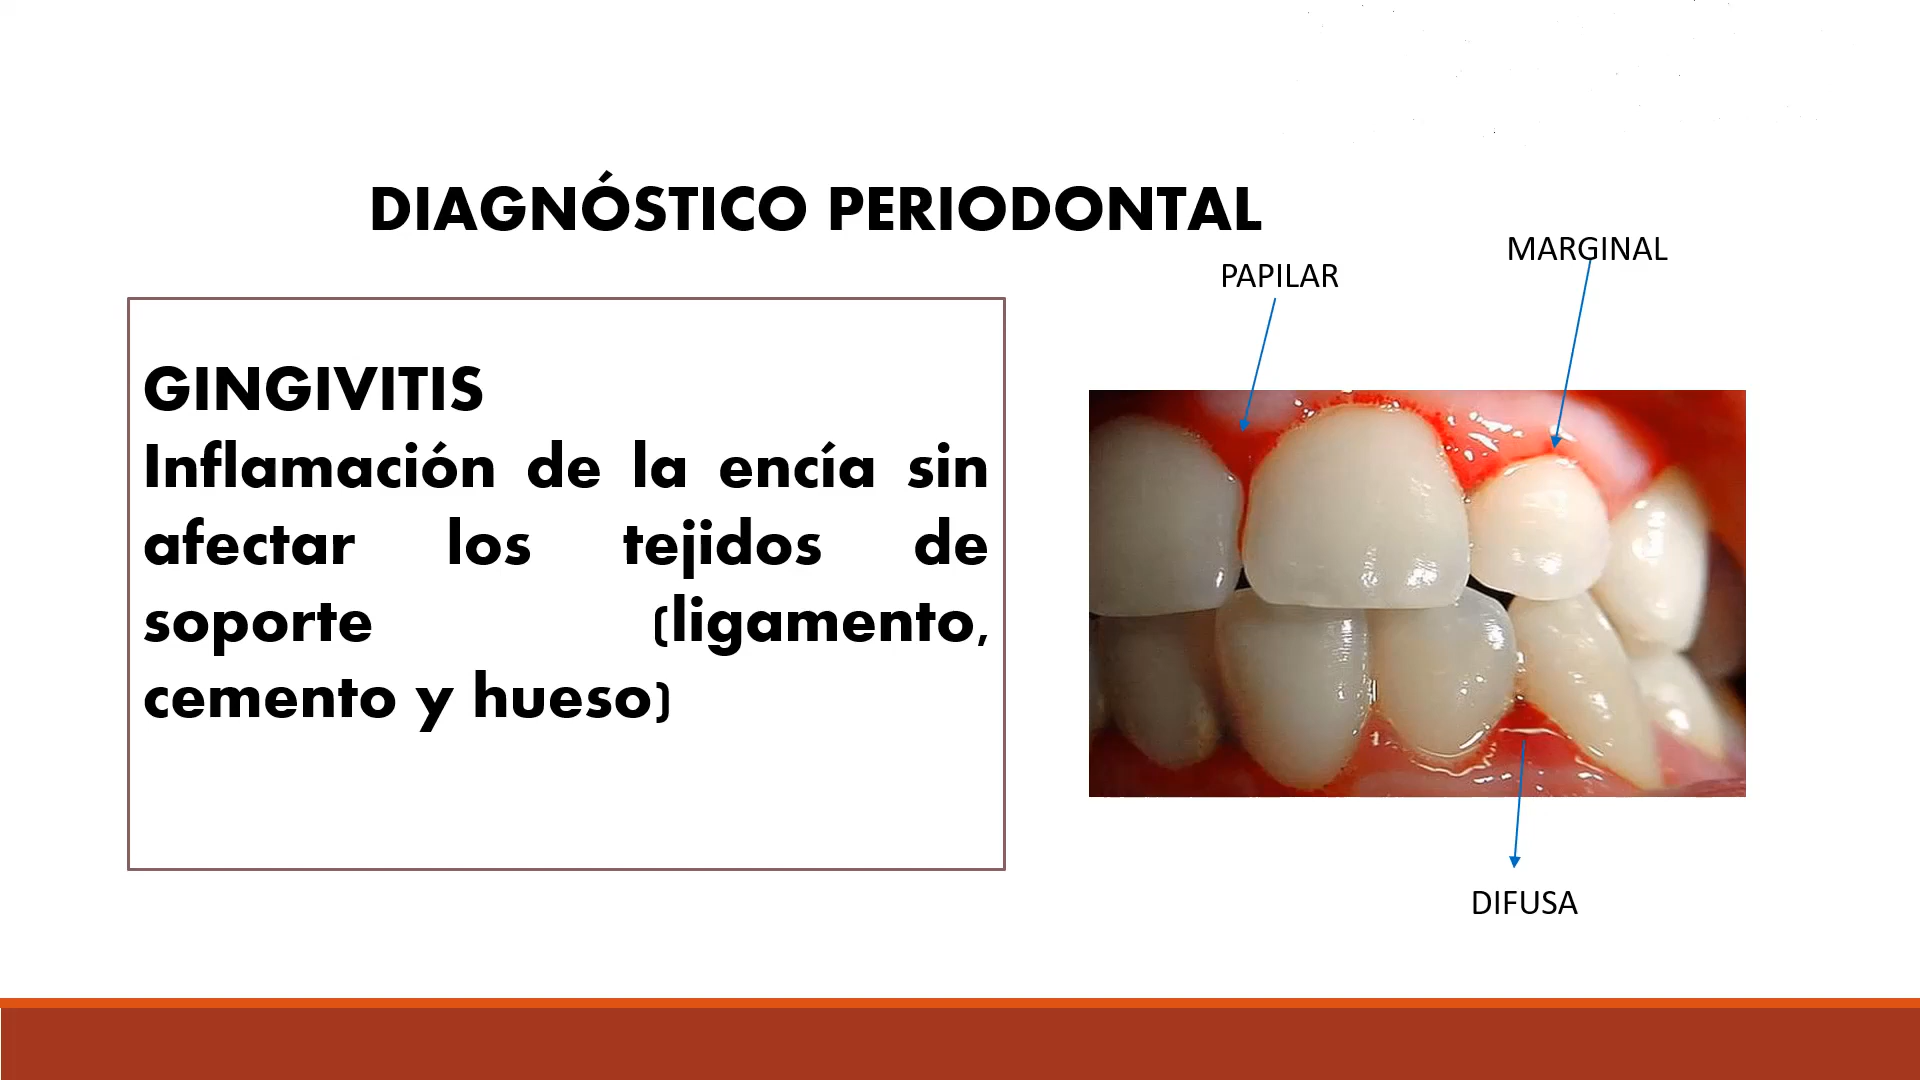 DIAGNÓSTICO PERIODONTAL
MARGINAL
PAPILAR
GINGIVITIS
Inflamación de la encía sin
afectar los tejidos de
soporte (ligamento,
cemento y hueso)
DIFUSA